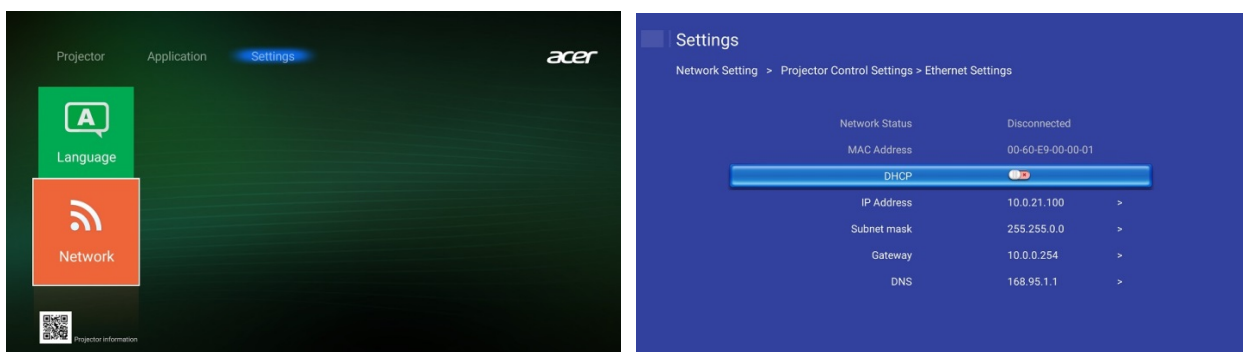 Projector Application Settings acer
A
Language
Network
Projector information
Settings
Network Setting > Projector Control Settings > Ethernet Settings
Network Status Disconnected
MAC Address 00-60-E9-00-00-01
DHCP
IP Address 10.0.21.100 >
Subnet mask 255.255.0.0 >
Gateway 10.0.0.254 >
DNS 168.95.1.1 >